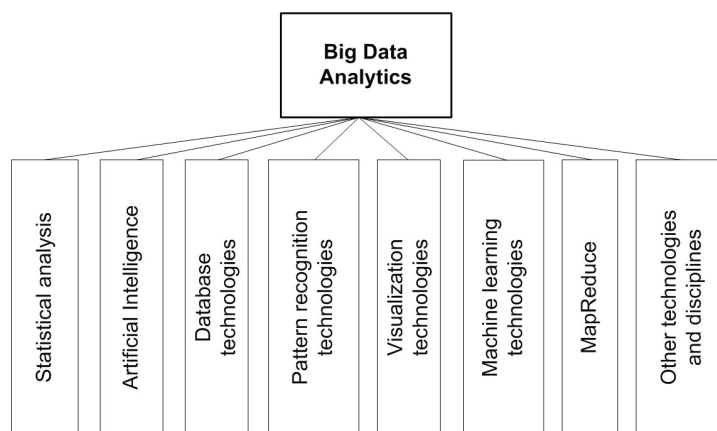 Big Data
Analytics
Statistical analysis
Artificial Intelligence
Database
technologies
Pattern recognition
technologies
Visualization
technologies
Machine learning
technologies
MapReduce
Other technologies
and disciplines